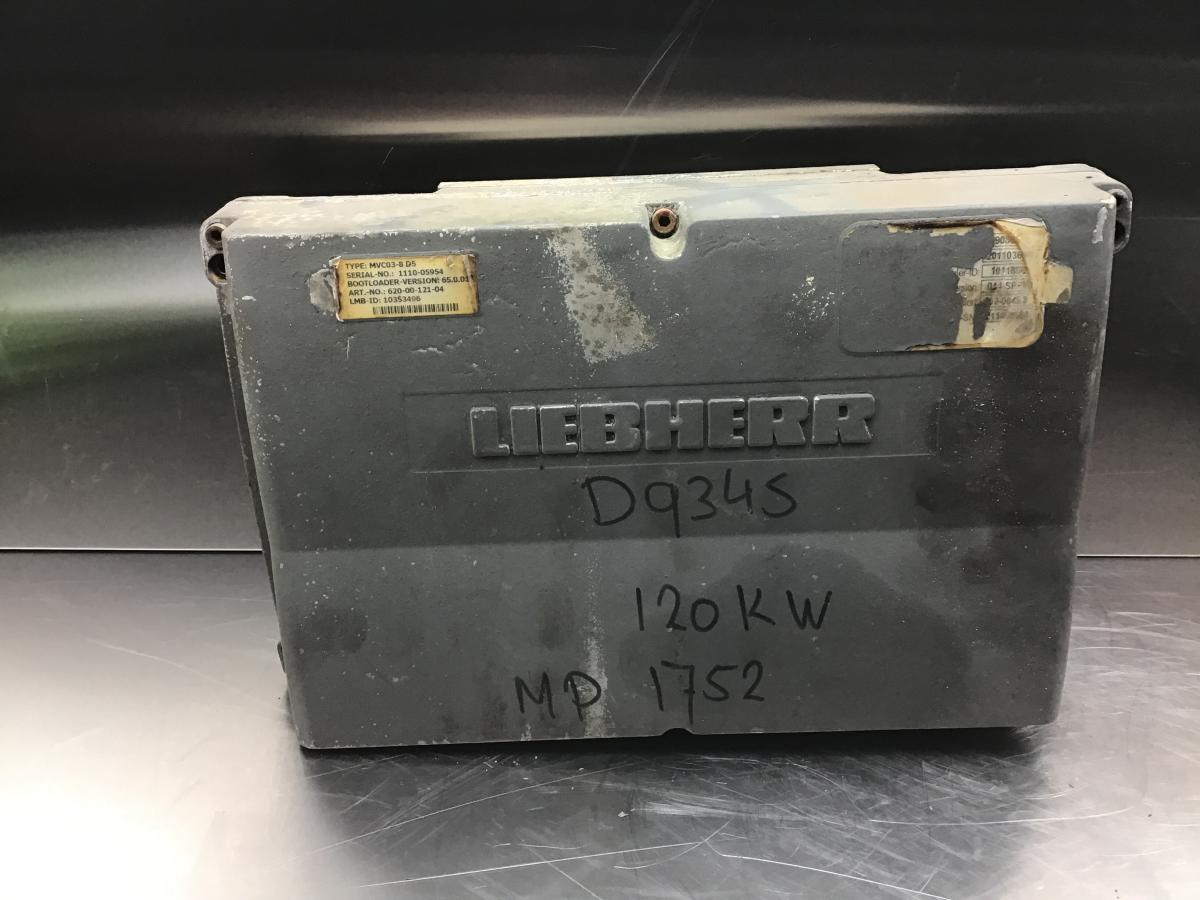 TYPE: MVC03-8 D5
SERIAL-NO.: 1110-05954
BOOTLOADER-VERSION: 65.0.01
ART.-NO.: 620-00-121-04
LMB-ID: 10353496
LIEBHERR
D934S
120KW
MP 1752